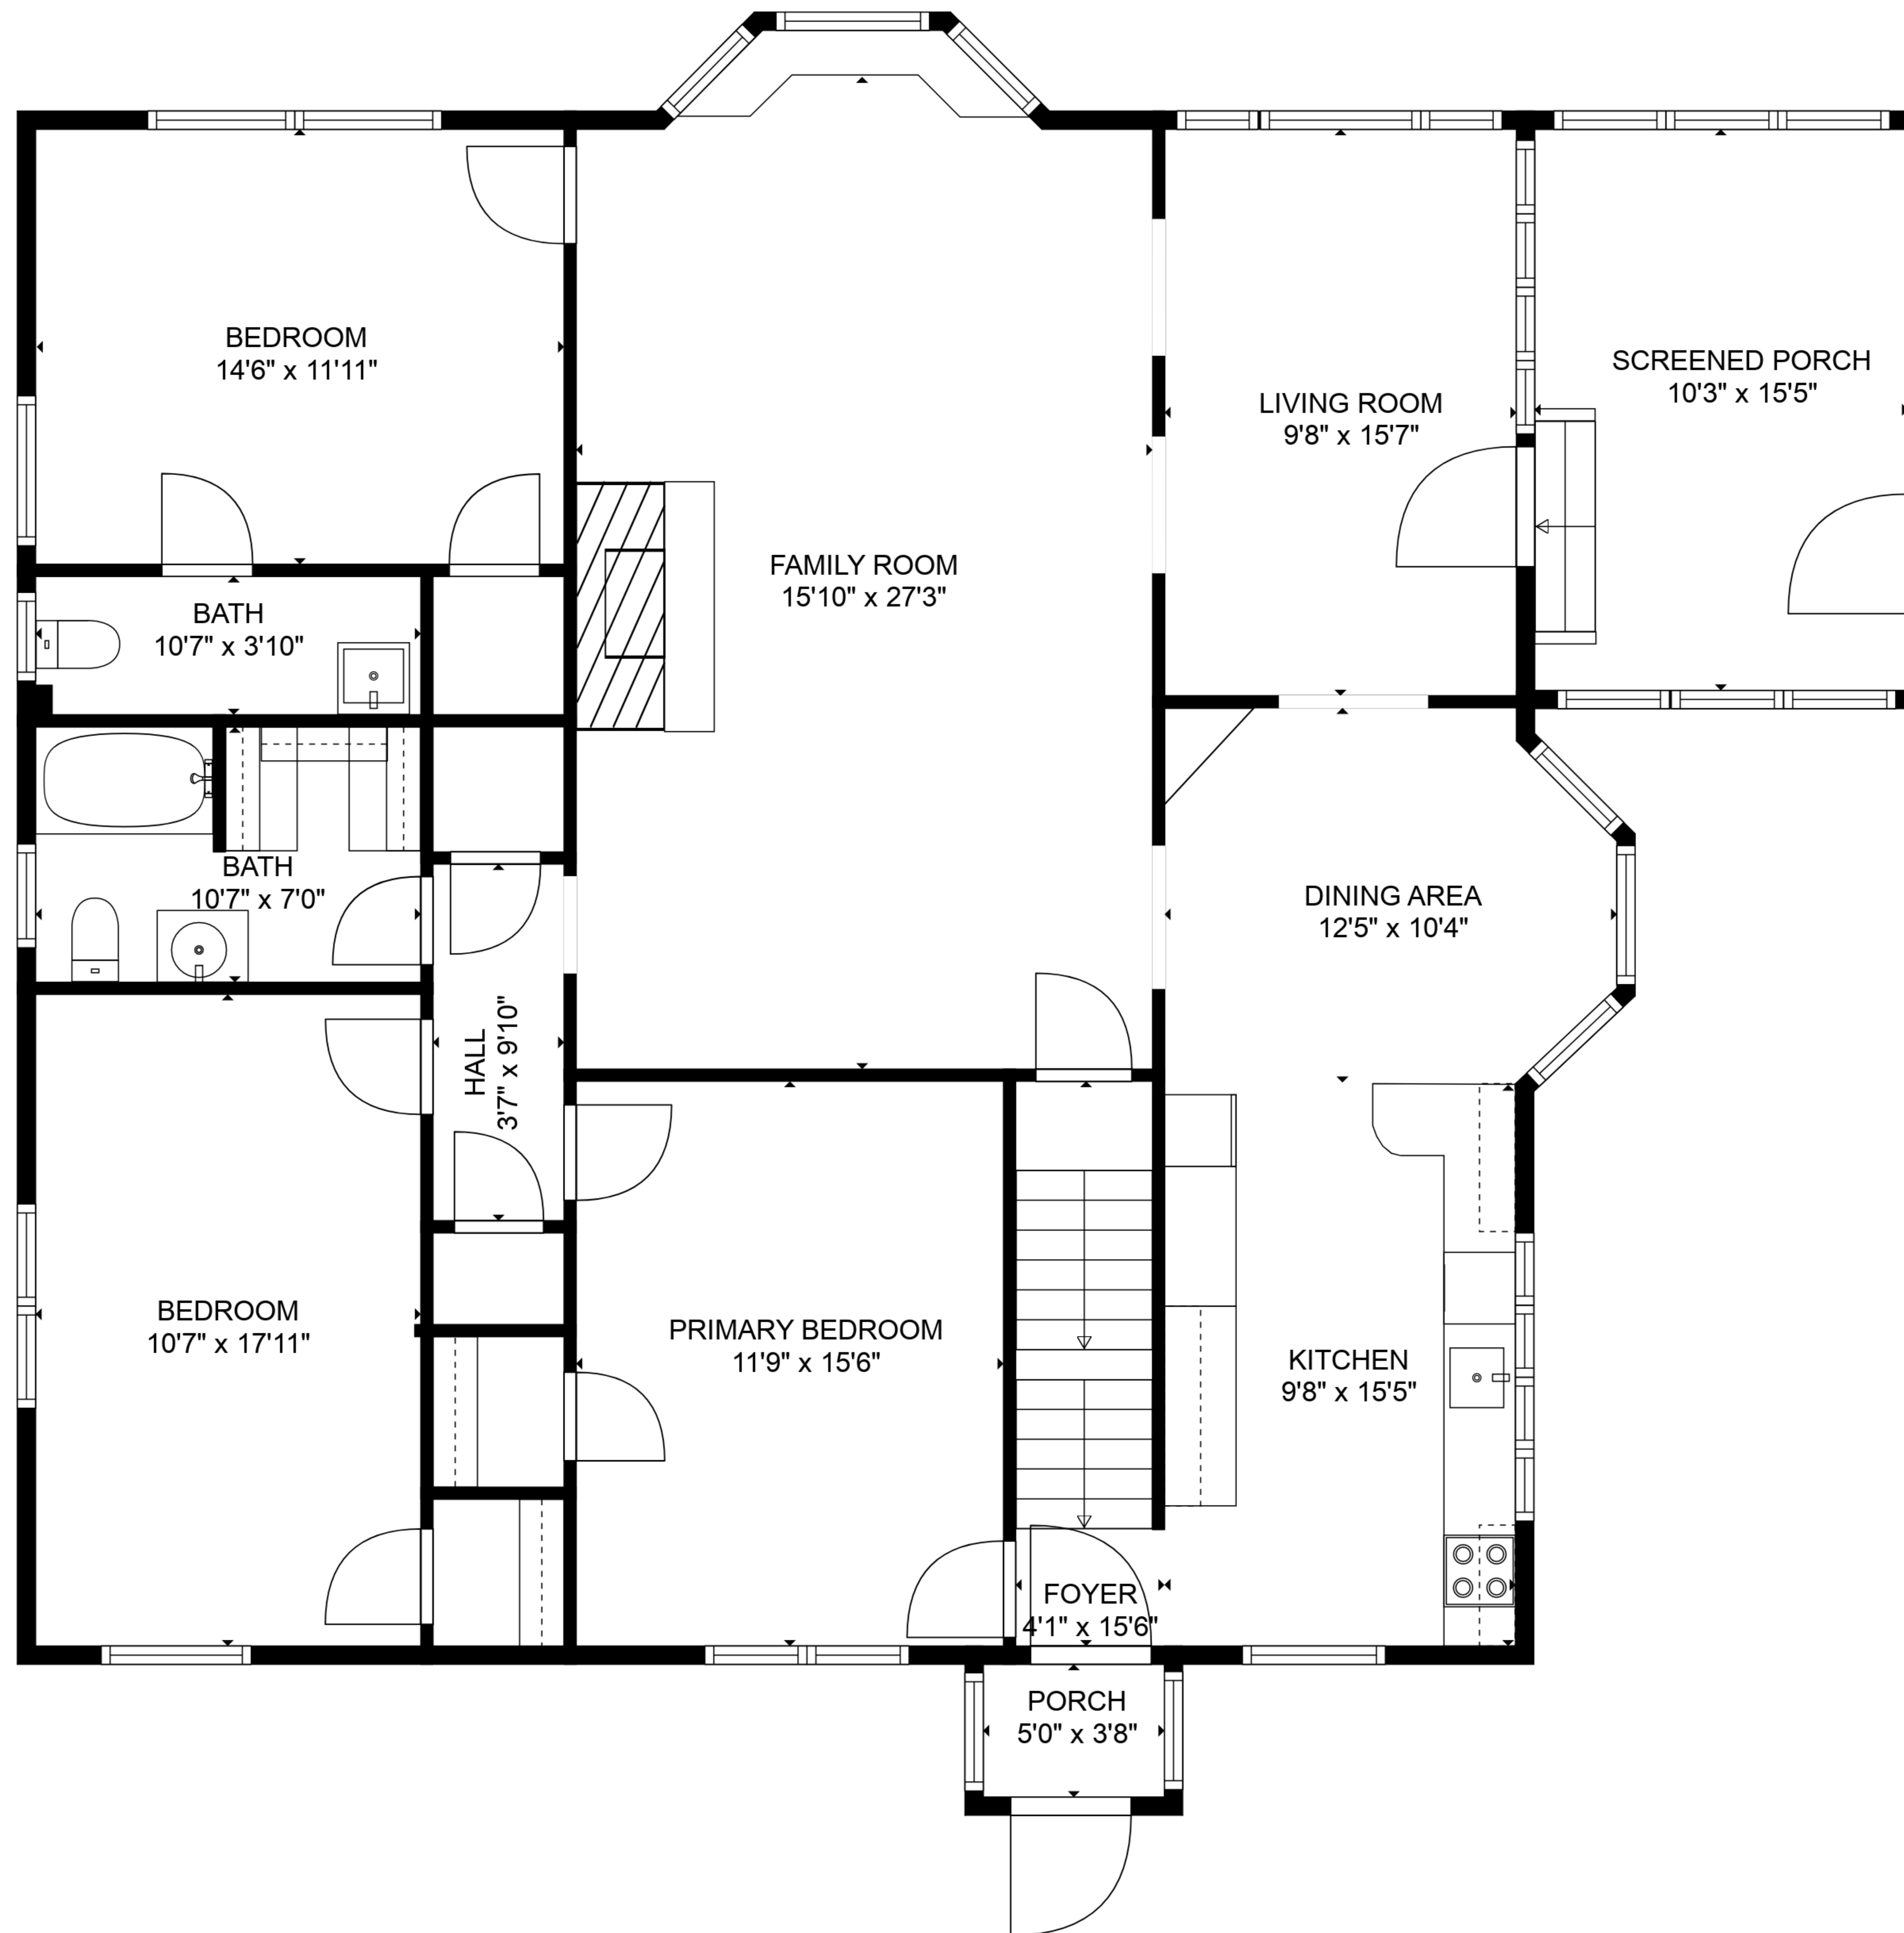 BEDROOM
14'6" x 11'11"
SCREENED PORCH
10'3" x 15'5"
LIVING ROOM
9'8" x 15'7"
FAMILY ROOM
15'10" x 27'3"
BATH
10'7" x 3'10"
BATH
10'7" x 7'0"
DINING AREA
12'5" x 10'4"
HALL
3'7" x 9'10"
BEDROOM
10'7" x 17'11"
PRIMARY BEDROOM
11'9" x 15'6"
KITCHEN
9'8" x 15'5"
FOYER
4'1" x 15'6"
PORCH
5'0" x 3'8"